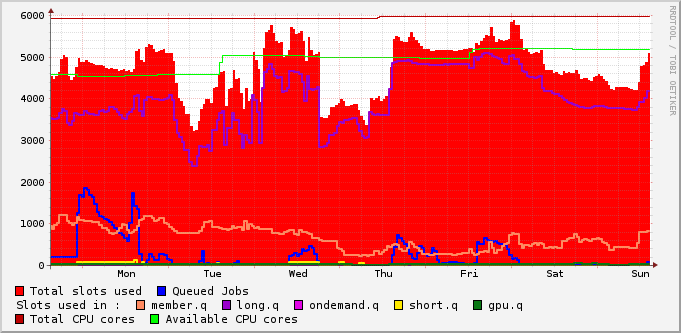 6000
5000
4000
3000
2000
1000
0
Mon Tue Wed Thu Fri Sat Sun
RRDTOOL / TOBI OETIKER
Total slots used Queued Jobs
Slots used in : member.q long.q ondemand.q short.q gpu.q
Total CPU cores Available CPU cores